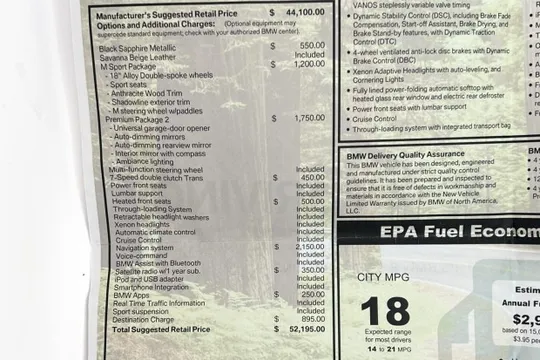 Manufacturer's Suggested Retail Price $ 44,100.00
Options and Additional Charges: (Optional equipment may
supercede standard equipment; check with your authorized BMW center).
Black Sapphire Metallic $ 550.00
Savanna Beige Leather Included
M Sport Package $ 1,200.00
- 18" Alloy Double-spoke wheels
- Sport seats
- Anthracite Wood Trim
- Shadowline exterior trim
- M steering w/paddles
Premium Package 2 $ 1,750.00
- Universal garage-door opener
- Auto-dimming mirrors
- Auto-dimming rearview mirror
- Interior mirror with compass
- Ambiance lighting
Multi-function steering wheel Included
7-Speed double clutch Trans $ 450.00
Power front seats Included
Lumbar support Included
Heated front seats $ 500.00
Through-loading System Included
Retractable headlight washers Included
Xenon headlights Included
Automatic climate control Included
Cruise Control Included
Navigation system $ 2,150.00
Voice-command Included
BMW Assist with Bluetooth Included
Satellite radio w/1 year sub. $ 350.00
iPod and USB adapter Included
Smartphone Integration Included
BMW Apps $ 250.00
Real Time Traffic Information Included
Sport suspension Included
Destination Charge $ 895.00
Total Suggested Retail Price $ 52,195.00
VANOS steplessly variable valve timing
• Dynamic Stability Control (DSC), including Brake Fade
Compensation, Start-off Assistant, Brake Drying, and
Brake Stand-by features, with Dynamic Traction
Control (DTC)
• 4-wheel ventilated anti-lock disc brakes with Dynamic
Brake Control (DBC)
• Xenon Adaptive Headlights with auto-leveling, and
Cornering Lights
• Fully lined power-folding automatic softop with
heated glass rear window and electric rear defroster
• Power front seats with lumbar support
• Cruise Control
• Through-loading system with integrated transport bag
BMW Delivery Quality Assurance
This BMW vehicle has been designed, engineered
and manufactured under strict quality control
guidelines. It has been prepared and inspected to
ensure that it is free of defects in workmanship and
materials in accordance with the New Vehicle
Limited Warranty issued by BMW of North America,
LLC.
EPA Fuel Econom
CITY MPG
18
Expected range
for most drivers
14 to 21 MPG
Estim
Annual F
$2,9
based on 15,0
$3.95 pe